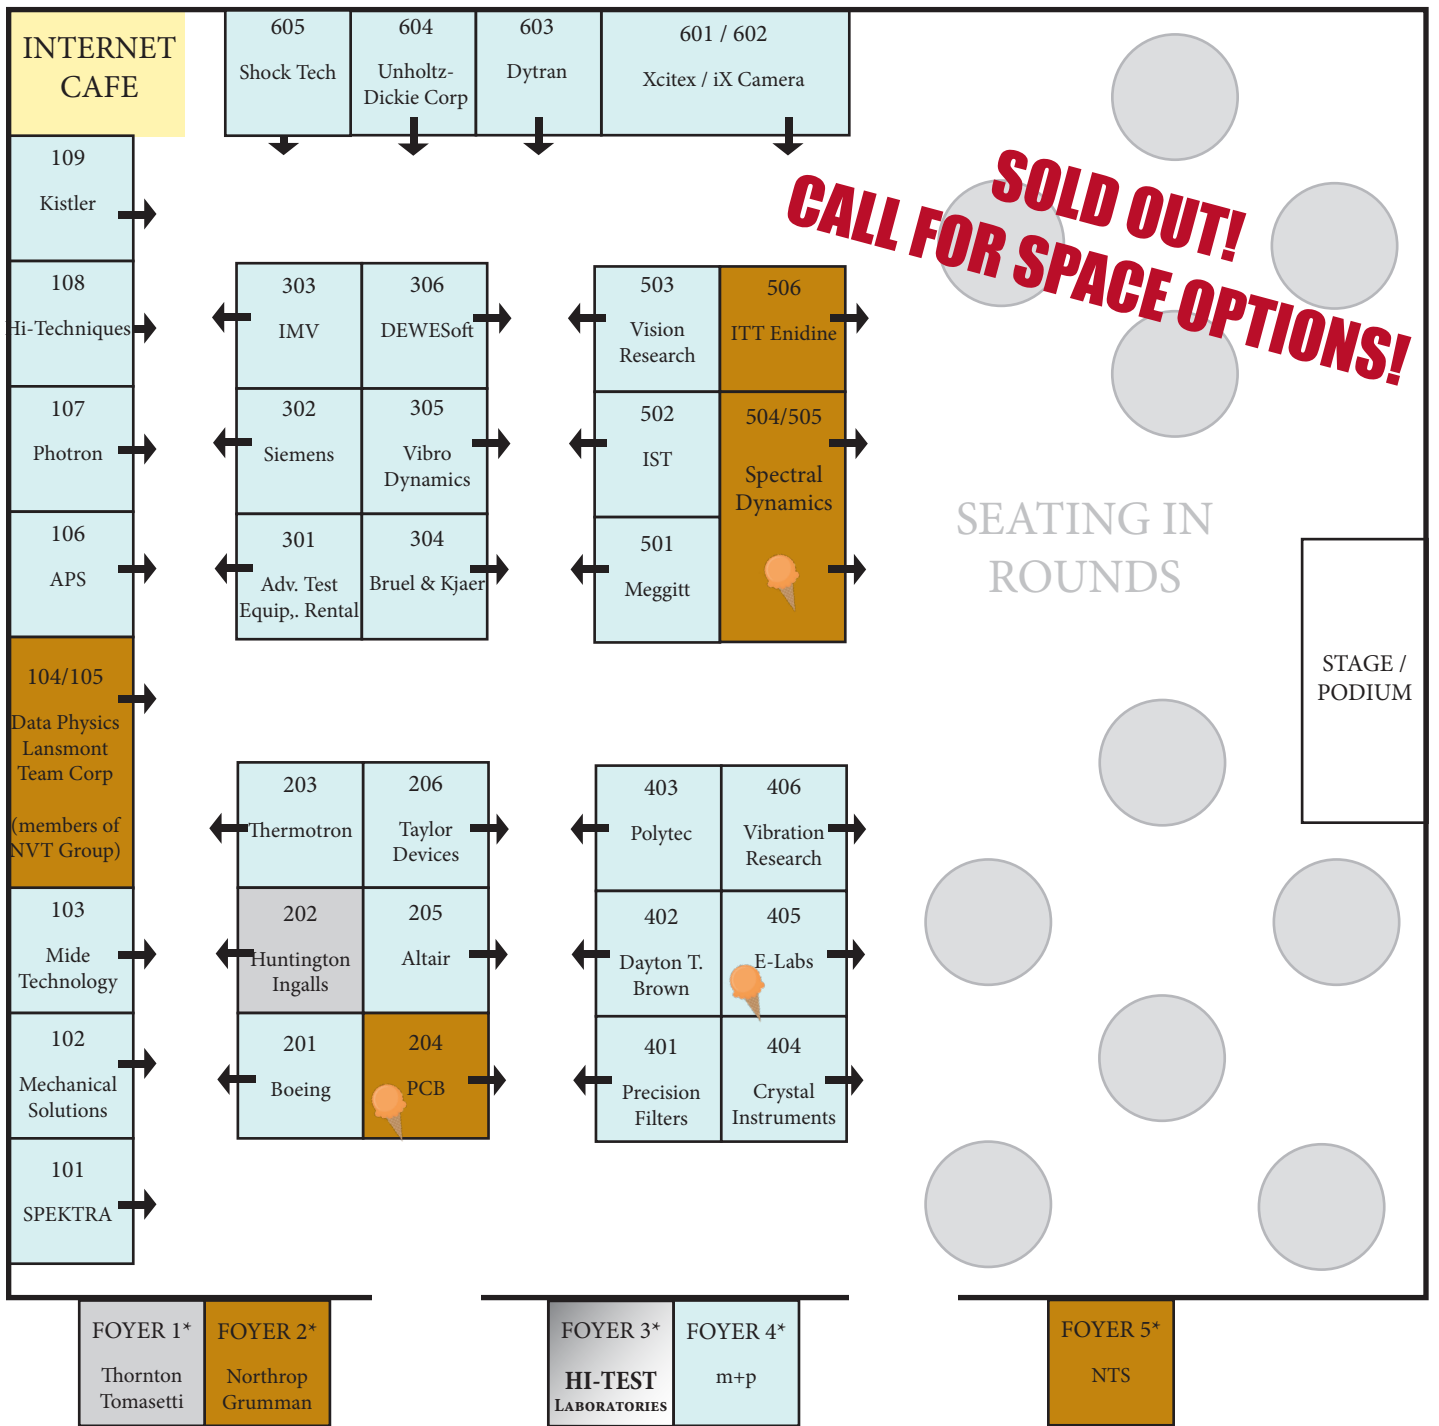 INTERNET
CAFE
605
Shock Tech
604
Unholtz-
Dickie Corp
603
Dytran
601 / 602
Xcitex / iX Camera
SOLD OUT!
CALL FOR SPACE OPTIONS!
109
Kistler
108
Hi-Techniques
107
Photron
106
APS
104/105
Data Physics
Lansmont
Team Corp
(members of
NVT Group)
103
Mide
Technology
102
Mechanical
Solutions
101
SPEKTRA
303
IMV
306
DEWESoft
302
Siemens
305
Vibro
Dynamics
301
Adv. Test
Equip,. Rental
304
Bruel & Kjaer
503
Vision
Research
506
ITT Enidine
502
IST
504/505
Spectral
Dynamics
501
Meggitt
SEATING IN
ROUNDS
STAGE /
PODIUM
203
Thermotron
206
Taylor
Devices
202
Huntington
Ingalls
205
Altair
201
Boeing
204
PCB
403
Polytec
406
Vibration
Research
402
Dayton T.
Brown
405
E-Labs
401
Precision
Filters
404
Crystal
Instruments
FOYER 1*
Thornton
Tomasetti
FOYER 2*
Northrop
Grumman
FOYER 3*
HI-TEST
LABORATORIES
FOYER 4*
m+p
FOYER 5*
NTS